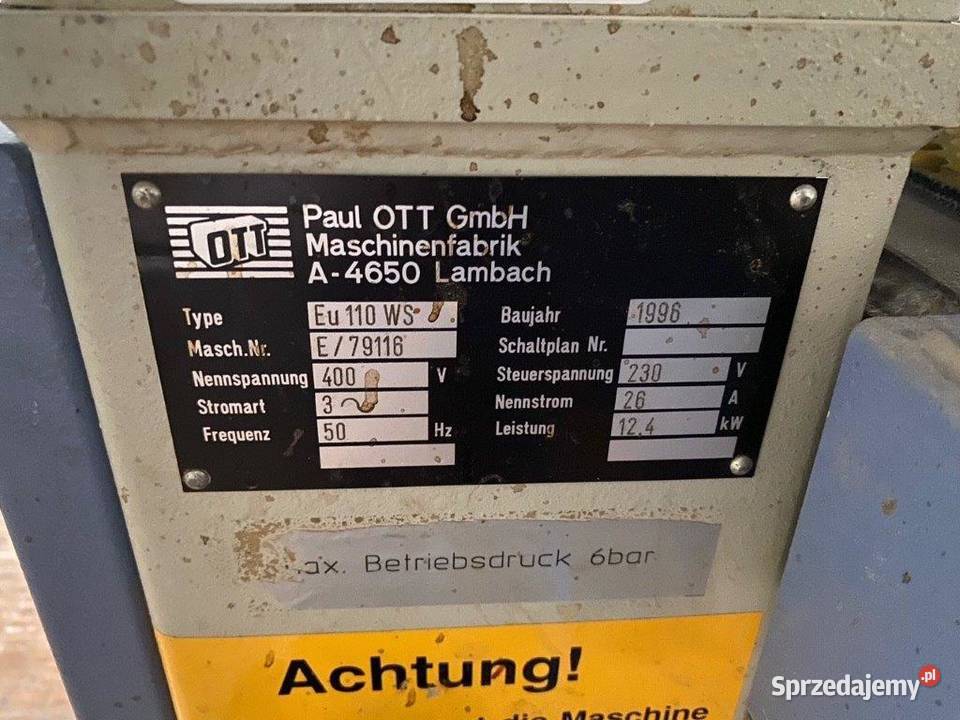 OTT
Paul OTT GmbH
Maschinenfabrik
A-4650 Lambach
Type Eu 110 WS
Masch.Nr. E/79116
Nennspannung 400 V
Stromart 3~
Frequenz 50 Hz
Baujahr 1996
Schaltplan Nr.
Steuerspannung 230 V
Nennstrom 26 A
Leistung 12.4 kW
Betriebsdruck 6bar
Achtung!
die Maschine
Sprzedajemy.pl